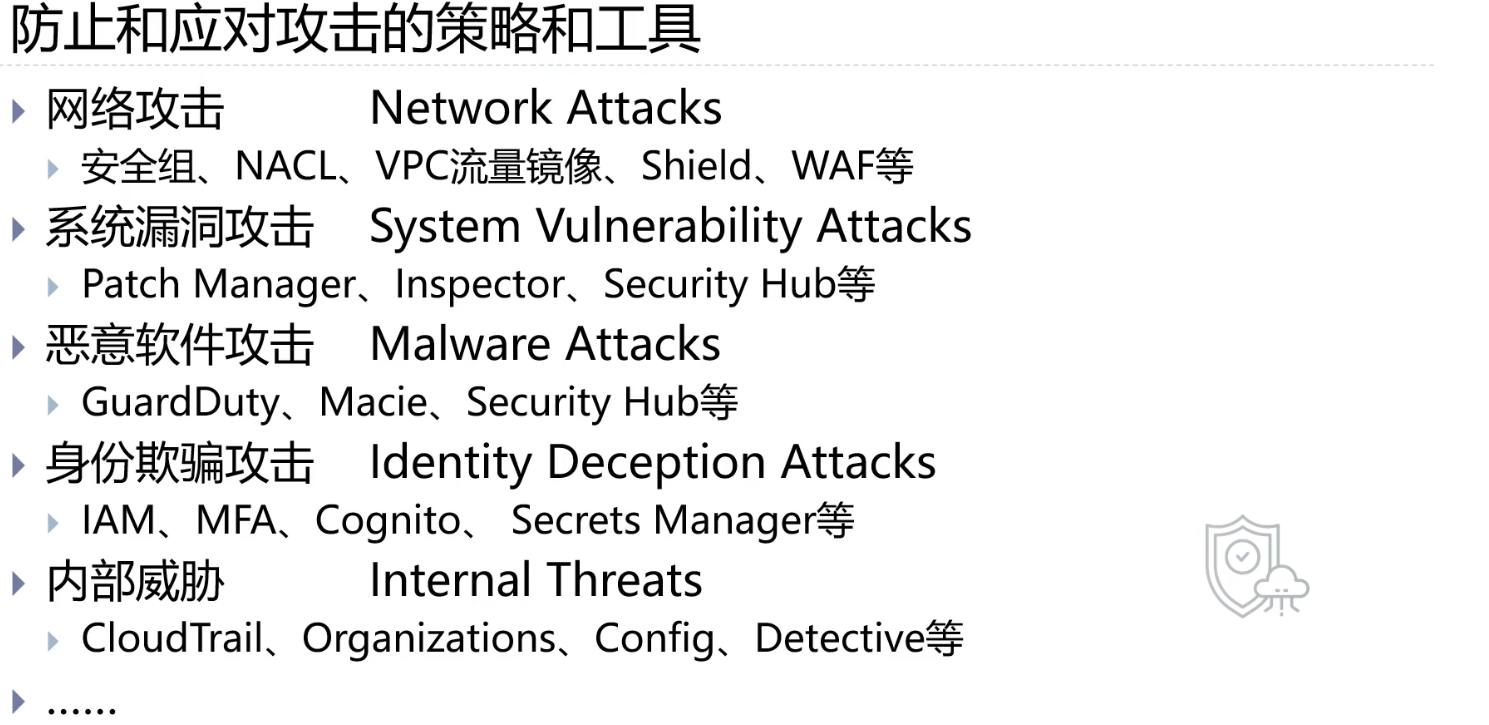 防止和应对攻击的策略和工具
网络攻击 Network Attacks
安全组、NACL、VPC流量镜像、Shield、WAF等
系统漏洞攻击 System Vulnerability Attacks
Patch Manager、Inspector、Security Hub等
恶意软件攻击 Malware Attacks
GuardDuty、Macie、Security Hub等
身份欺骗攻击 Identity Deception Attacks
IAM、MFA、Cognito、 Secrets Manager等
内部威胁 Internal Threats
CloudTrail、Organizations、Config、Detective等
......